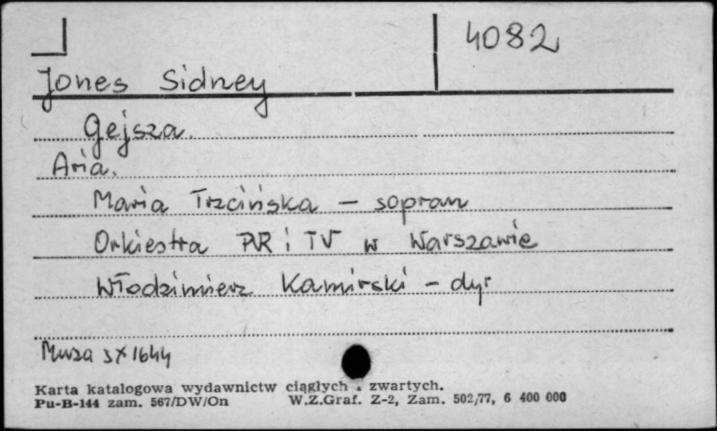 4082
Jones Sidney
Gejsza.
Aria.
Maria Trzcińska – sopran
Orkiestra PR i TV w Warszawie
Włodzimierz Kamirski – dyr
Muza SX 1644
Karta katalogowa wydawnictw ciągłych i zwartych.
Pu-B-144 zam. 567/DW/On W.Z.Graf. Z-2, Zam. 502/77, 6 400 000